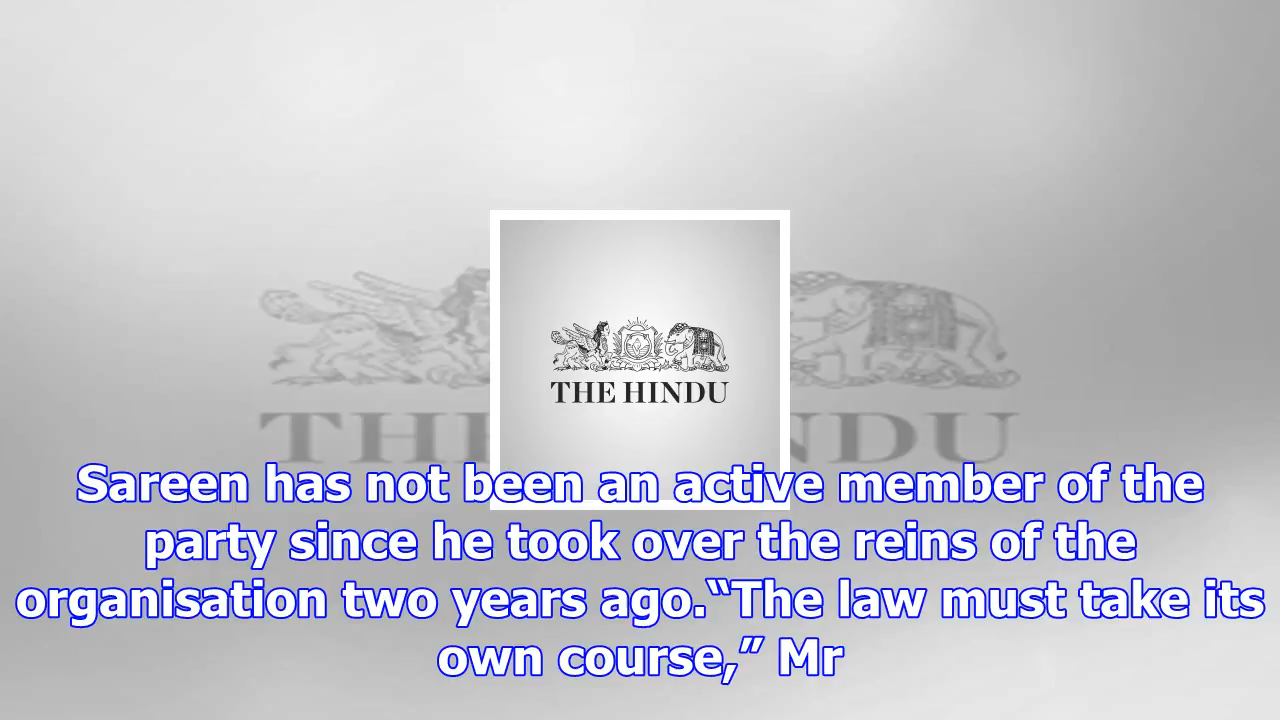 THE HINDU
Sareen has not been an active member of the
party since he took over the reins of the
organisation two years ago.“The law must take its
own course,” Mr